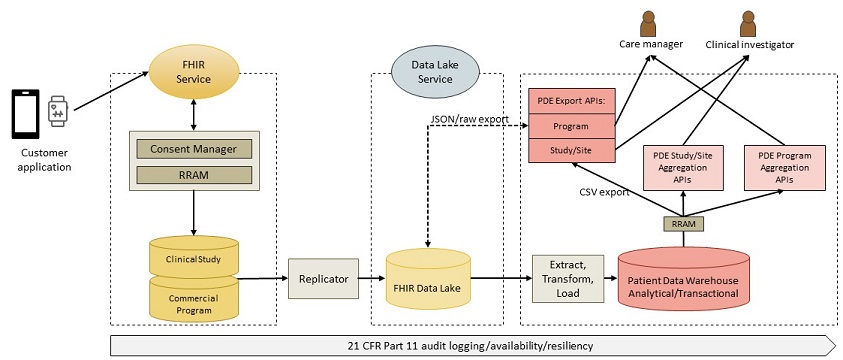 Care manager
Clinical investigator
FHIR
Service
Data Lake
Service
PDE Export APIs:
Program
Study/Site
JSON/raw export
Customer
application
Consent Manager
RRAM
PDE Study/Site
Aggregation
APIs
PDE Program
Aggregation
APIs
CSV export
RRAM
Clinical Study
Commercial
Program
Replicator
FHIR Data Lake
Extract,
Transform,
Load
Patient Data Warehouse
Analytical/Transactional
21 CFR Part 11 audit logging/availability/resiliency